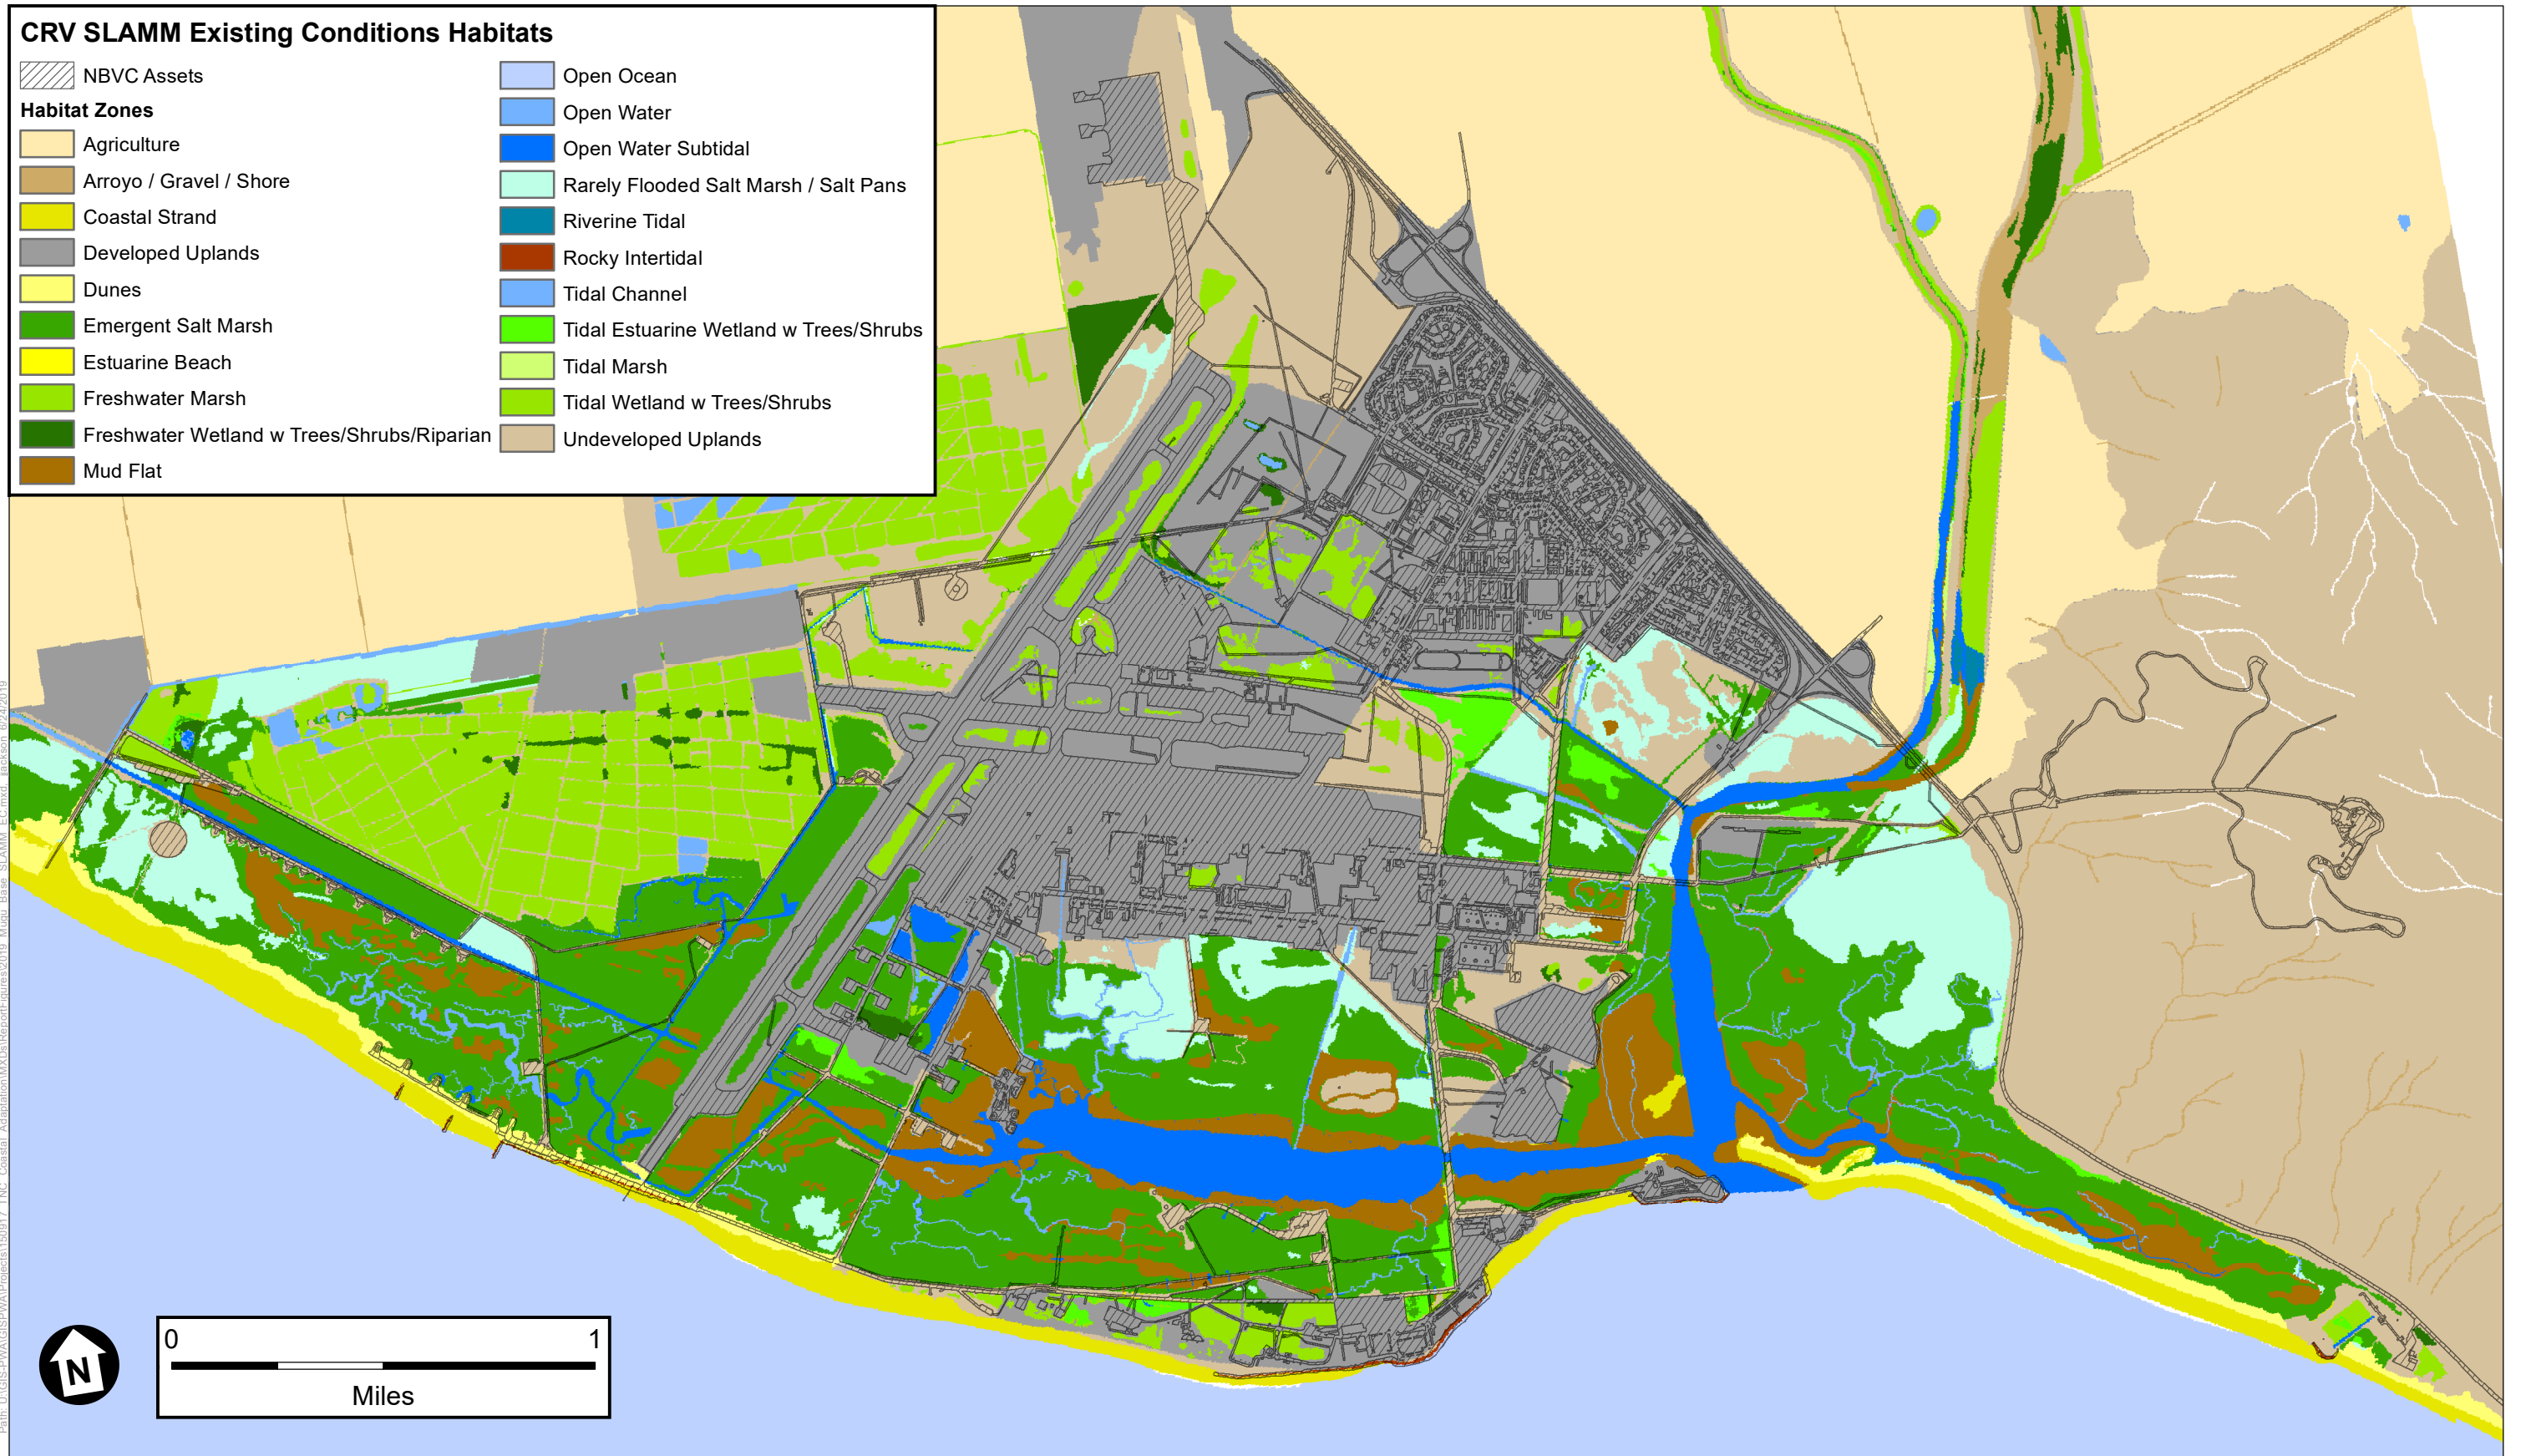 CRV SLAMM Existing Conditions Habitats
NBVC Assets
Habitat Zones
Agriculture
Arroyo / Gravel / Shore
Coastal Strand
Developed Uplands
Dunes
Emergent Salt Marsh
Estuarine Beach
Freshwater Marsh
Freshwater Wetland w Trees/Shrubs/Riparian
Mud Flat
Open Ocean
Open Water
Open Water Subtidal
Rarely Flooded Salt Marsh / Salt Pans
Riverine Tidal
Rocky Intertidal
Tidal Channel
Tidal Estuarine Wetland w Trees/Shrubs
Tidal Marsh
Tidal Wetland w Trees/Shrubs
Undeveloped Uplands
N
0 1
Miles